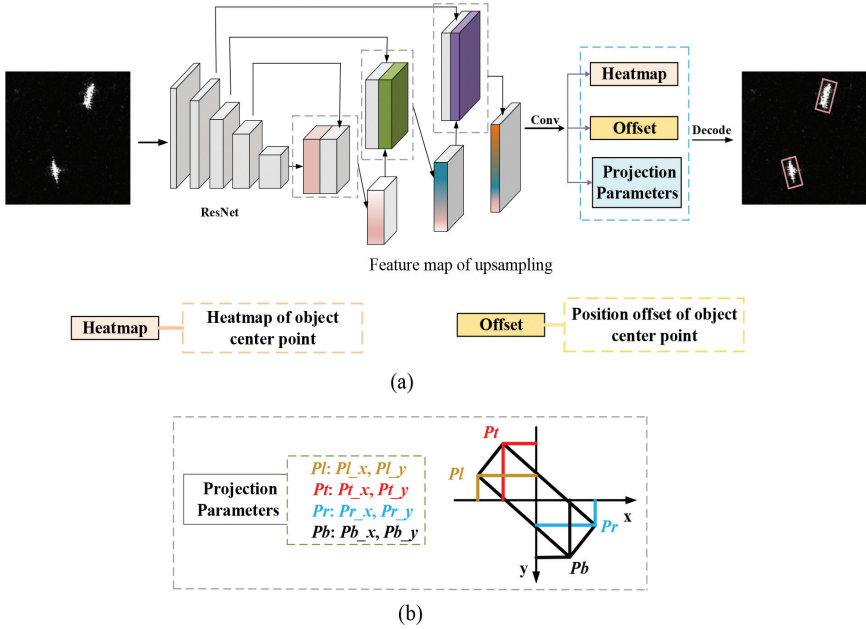 ResNet
Conv
Heatmap
Offset
Projection
Parameters
Decode
Feature map of upsampling
Heatmap
Heatmap of object
center point
Offset
Position offset of object
center point
(a)
Projection
Parameters
Pl: Pl_x, Pl_y
Pt: Pt_x, Pt_y
Pr: Pr_x, Pr_y
Pb: Pb_x, Pb_y
Pt
Pl
x
Pr
y
Pb
(b)